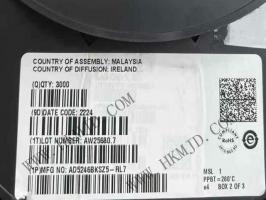 COUNTRY OF ASSEMBLY: MALAYSIA
COUNTRY OF DIFFUSION: IRELAND
(Q)QTY: 3000
(9D)DATE CODE: 2224
(1T)LOT NUMBER: AW25680.7
(1P)MFG NO: AD5246BKSZ5-RL7
MSL 1
PPBT=260°C
e4 BOX 2 OF 3
WWW.HKMJD.COM